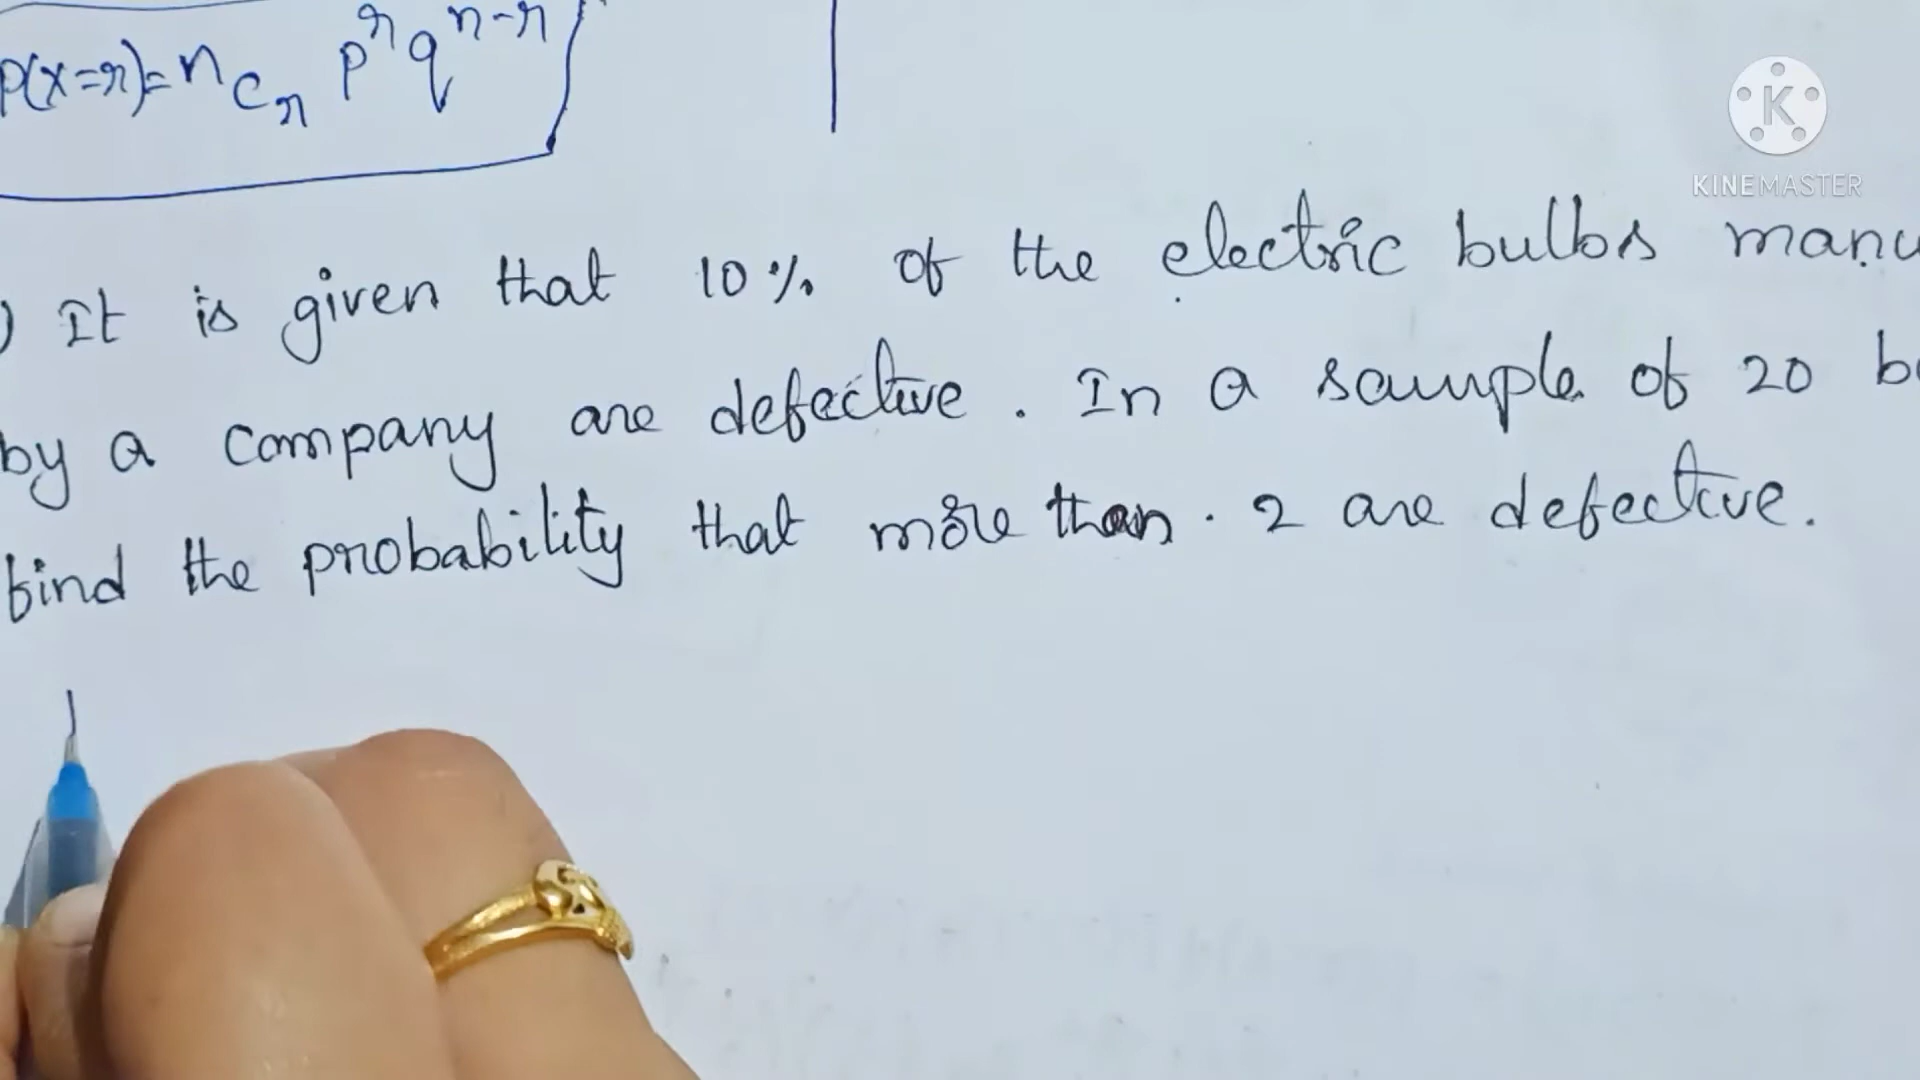 P(x=r)= nCr p^r q^n-r
K
KINEMASTER
) It is given that 10% of the electric bulbs manu
by a company are defective. In a sample of 20 b
find the probability that more than 2 are defective.